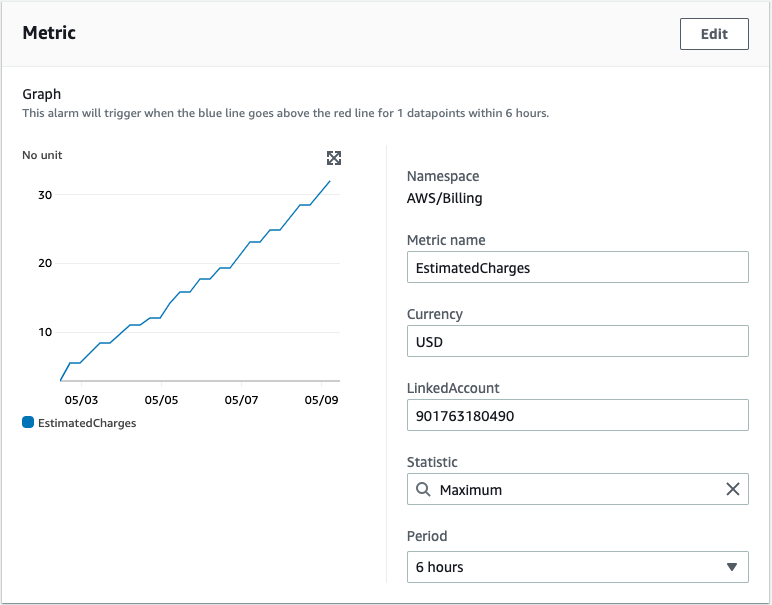 Metric
Edit
Graph
This alarm will trigger when the blue line goes above the red line for 1 datapoints within 6 hours.
No unit
30
20
10
05/03 05/05 05/07 05/09
EstimatedCharges
Namespace
AWS/Billing
Metric name
EstimatedCharges
Currency
USD
LinkedAccount
901763180490
Statistic
Maximum
Period
6 hours